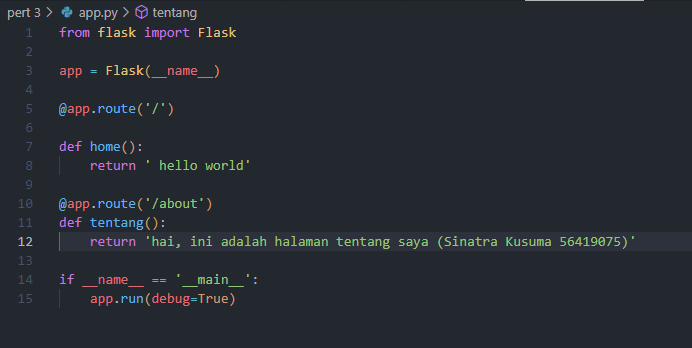 pert 3 > app.py > tentang
1 from flask import Flask
2
3 app = Flask(__name__)
4
5 @app.route('/')
6
7 def home():
8     return ' hello world'
9
10 @app.route('/about')
11 def tentang():
12     return 'hai, ini adalah halaman tentang saya (Sinatra Kusuma 56419075)'
13
14 if __name__ == '__main__':
15     app.run(debug=True)